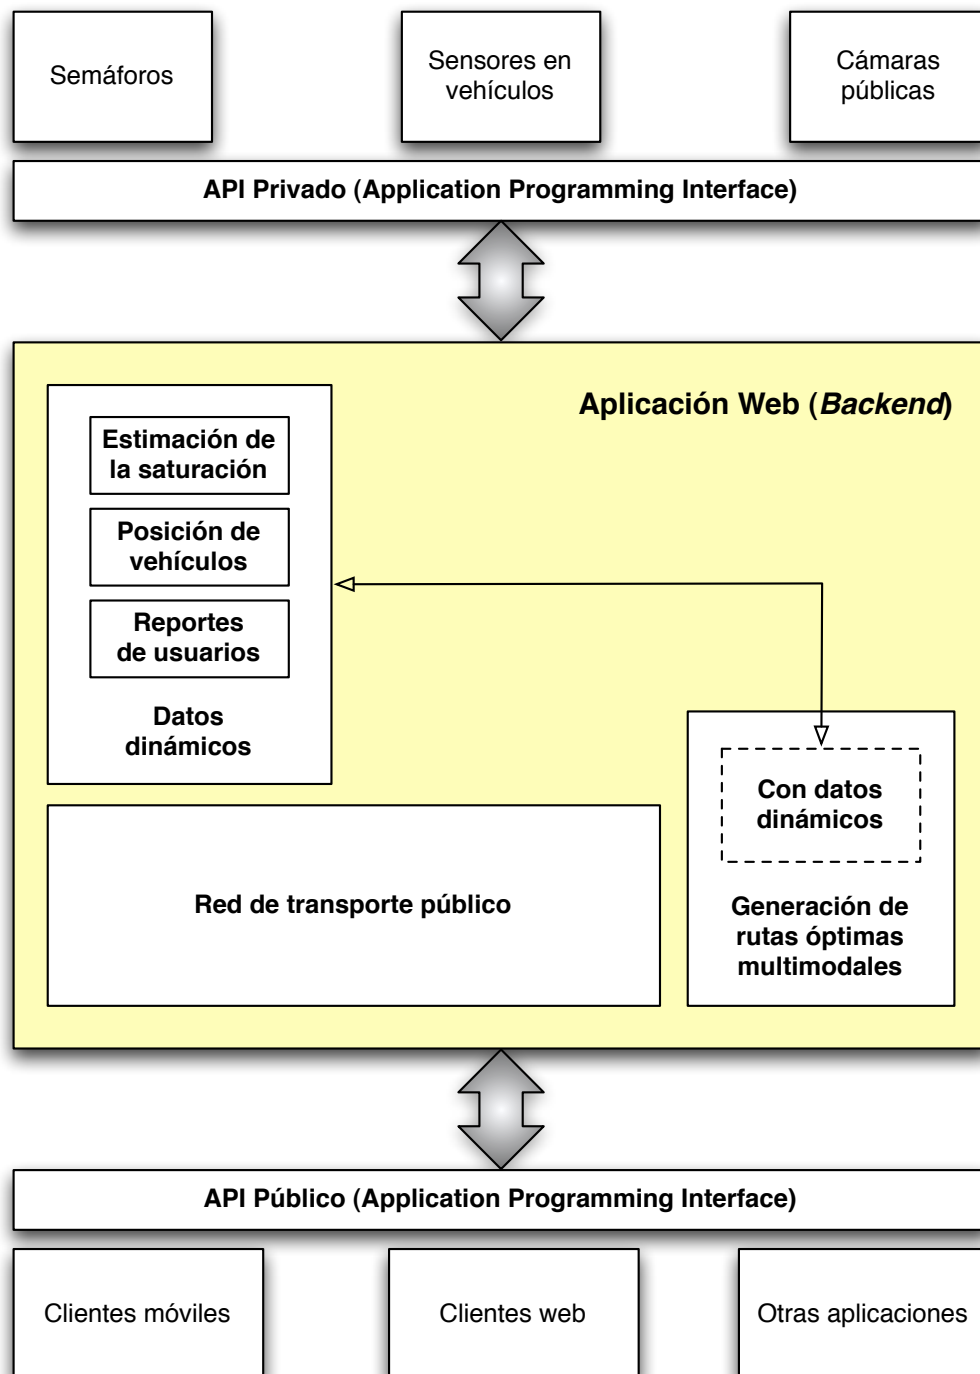 Semáforos
Sensores en
vehículos
Cámaras
públicas
API Privado (Application Programming Interface)
Aplicación Web (Backend)
Estimación de
la saturación
Posición de
vehículos
Reportes
de usuarios
Datos
dinámicos
Con datos
dinámicos
Generación de
rutas óptimas
multimodales
Red de transporte público
API Público (Application Programming Interface)
Clientes móviles
Clientes web
Otras aplicaciones